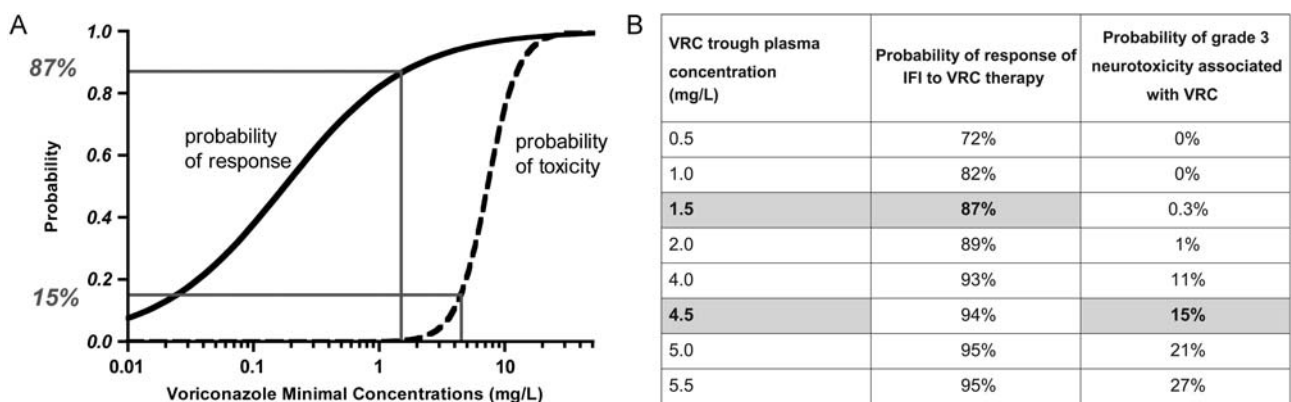 A
1.0
87%
0.8
probability
of response
probability
of toxicity
0.6
Probability
0.4
0.2
15%
0.0
0.01
0.1
1
10
Voriconazole Minimal Concentrations (mg/L)
B
VRC trough plasma
concentration
(mg/L)
Probability of response of
IFI to VRC therapy
Probability of grade 3
neurotoxicity associated
with VRC
0.5 72% 0%
1.0 82% 0%
1.5 87% 0.3%
2.0 89% 1%
4.0 93% 11%
4.5 94% 15%
5.0 95% 21%
5.5 95% 27%